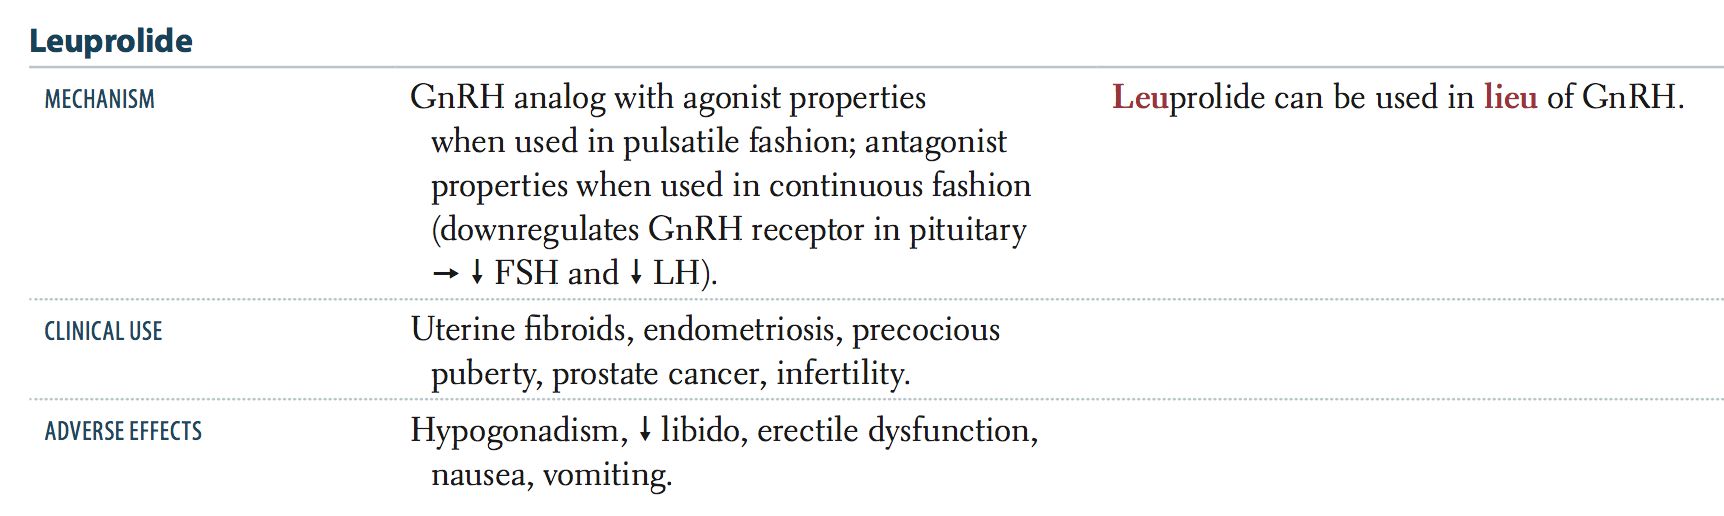 Leuprolide
MECHANISM
GnRH analog with agonist properties
when used in pulsatile fashion; antagonist
properties when used in continuous fashion
(downregulates GnRH receptor in pituitary
→ ↓ FSH and ↓ LH).
Leuprolide can be used in lieu of GnRH.
CLINICAL USE
Uterine fibroids, endometriosis, precocious
puberty, prostate cancer, infertility.
ADVERSE EFFECTS
Hypogonadism, ↓ libido, erectile dysfunction,
nausea, vomiting.